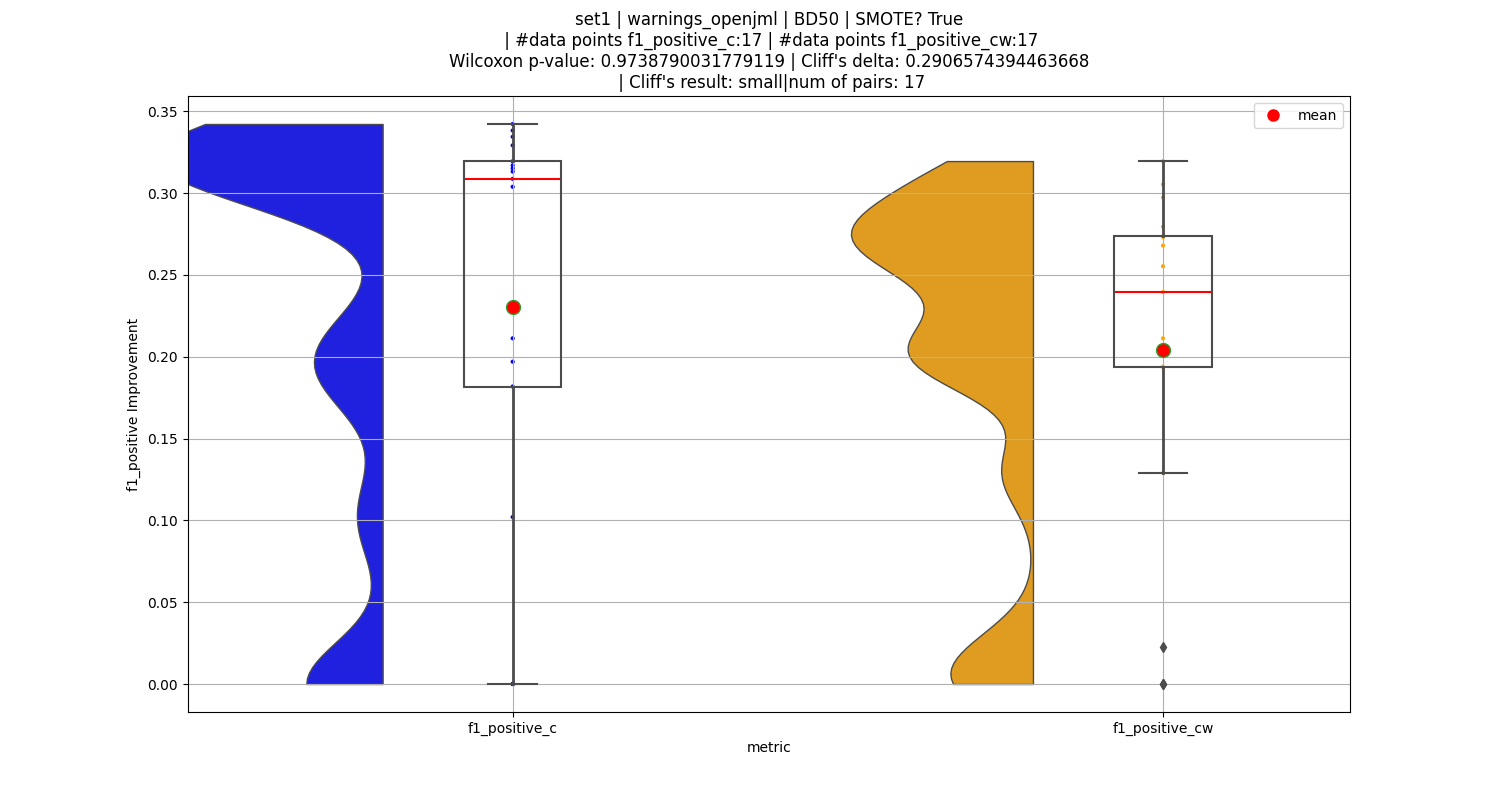 set1 | warnings_openjml | BD50 | SMOTE? True
| #data points f1_positive_c:17 | #data points f1_positive_cw:17
Wilcoxon p-value: 0.9738790031779119 | Cliff's delta: 0.2906574394463668
| Cliff's result: small|num of pairs: 17
mean
0.35
0.30
0.25
0.20
0.15
0.10
0.05
0.00
f1_positive Improvement
f1_positive_c
f1_positive_cw
metric